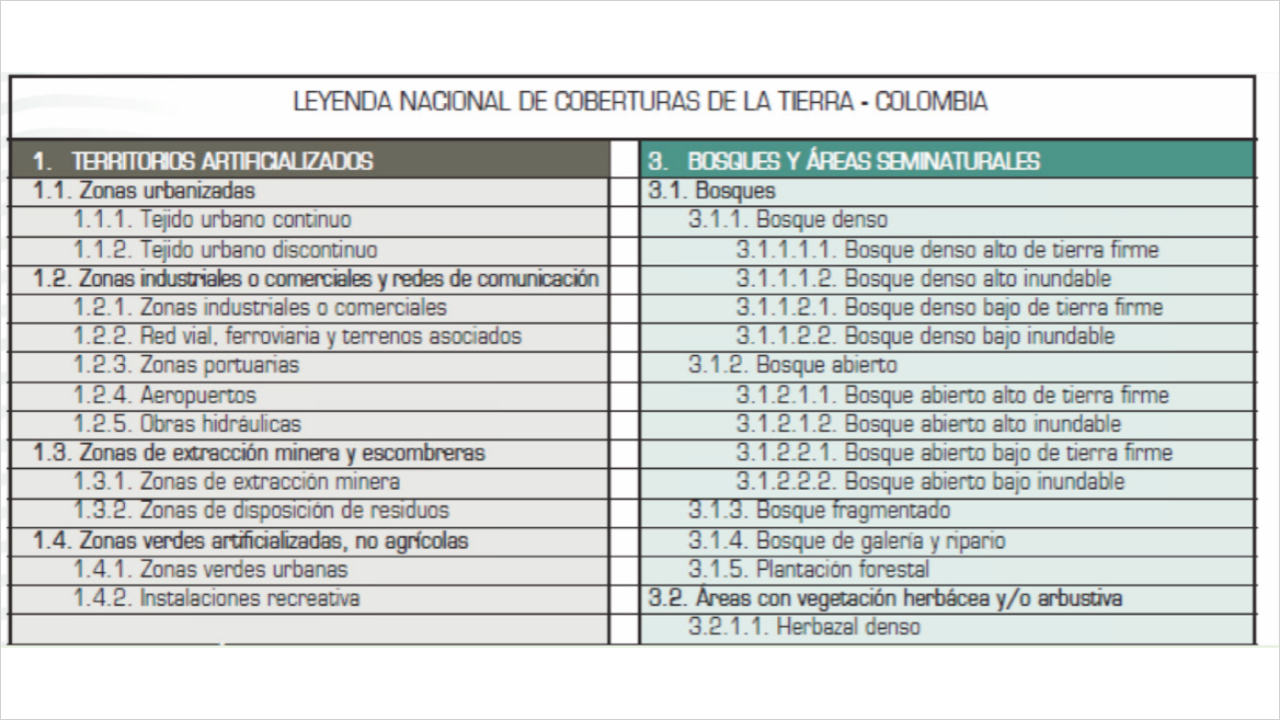 LEYENDA NACIONAL DE COBERTURAS DE LA TIERRA - COLOMBIA
1. TERRITORIOS ARTIFICIALIZADOS
1.1. Zonas urbanizadas
1.1.1. Tejido urbano continuo
1.1.2. Tejido urbano discontinuo
1.2. Zonas industriales o comerciales y redes de comunicación
1.2.1. Zonas industriales o comerciales
1.2.2. Red vial, ferroviaria y terrenos asociados
1.2.3. Zonas portuarias
1.2.4. Aeropuertos
1.2.5. Obras hidráulicas
1.3. Zonas de extracción minera y escombreras
1.3.1. Zonas de extracción minera
1.3.2. Zonas de disposición de residuos
1.4. Zonas verdes artificializadas, no agrícolas
1.4.1. Zonas verdes urbanas
1.4.2. Instalaciones recreativa
3. BOSQUES Y ÁREAS SEMINATURALES
3.1. Bosques
3.1.1. Bosque denso
3.1.1.1.1. Bosque denso alto de tierra firme
3.1.1.1.2. Bosque denso alto inundable
3.1.1.2.1. Bosque denso bajo de tierra firme
3.1.1.2.2. Bosque denso bajo inundable
3.1.2. Bosque abierto
3.1.2.1.1. Bosque abierto alto de tierra firme
3.1.2.1.2. Bosque abierto alto inundable
3.1.2.2.1. Bosque abierto bajo de tierra firme
3.1.2.2.2. Bosque abierto bajo inundable
3.1.3. Bosque fragmentado
3.1.4. Bosque de galería y ripario
3.1.5. Plantación forestal
3.2. Áreas con vegetación herbácea y/o arbustiva
3.2.1.1. Herbazal denso